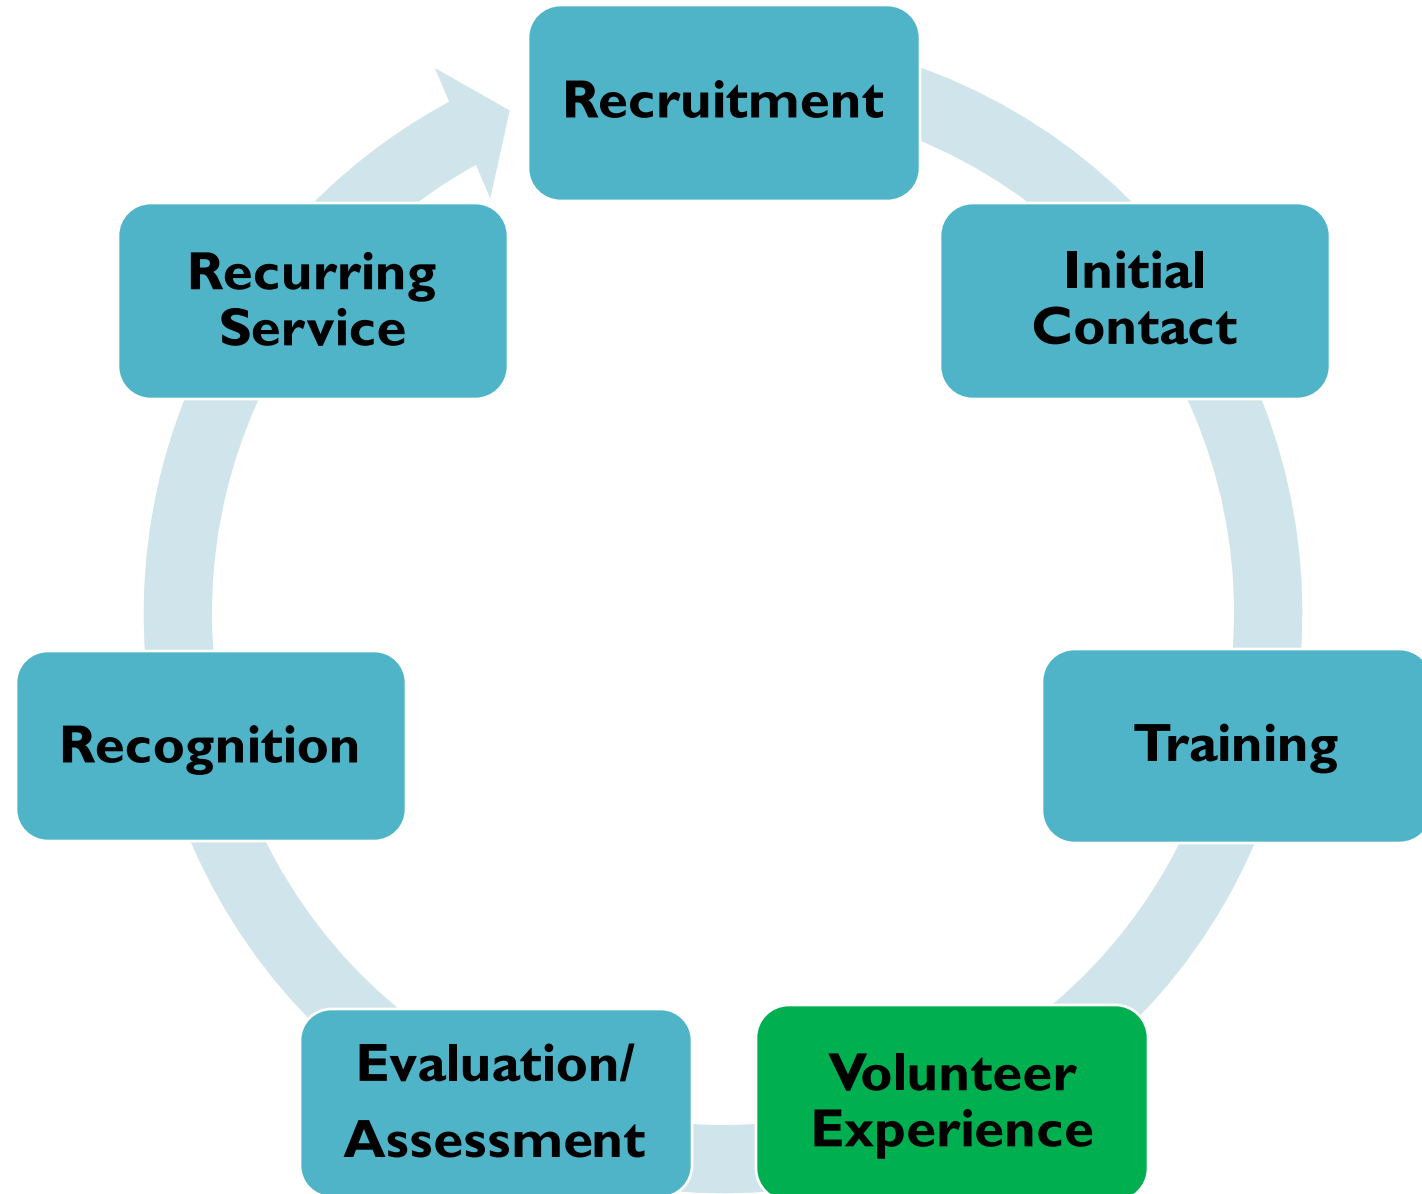 Recruitment
Initial
Contact
Training
Volunteer
Experience
Evaluation/
Assessment
Recognition
Recurring
Service